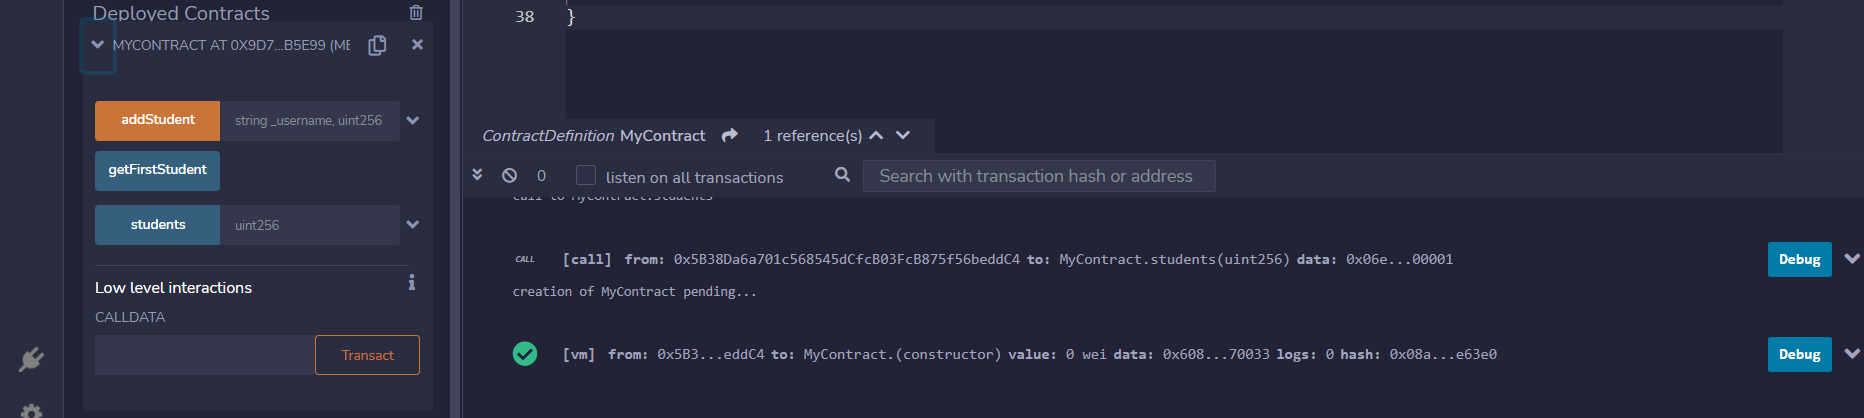 Deployed Contracts
MYCONTRACT AT 0X9D7...B5E99 (ME
addStudent
string _username, uint256
getFirstStudent
students
uint256
Low level interactions
CALLDATA
Transact
38
}
ContractDefinition MyContract
1 reference(s)
0
listen on all transactions
Search with transaction hash or address
call to MyContract.students
CALL
[call] from: 0x5B38Da6a701c568545dCfcB03FcB875f56beddC4 to: MyContract.students(uint256) data: 0x06e...00001
Debug
creation of MyContract pending...
[vm] from: 0x5B3...eddC4 to: MyContract.(constructor) value: 0 wei data: 0x608...70033 logs: 0 hash: 0x08a...e63e0
Debug